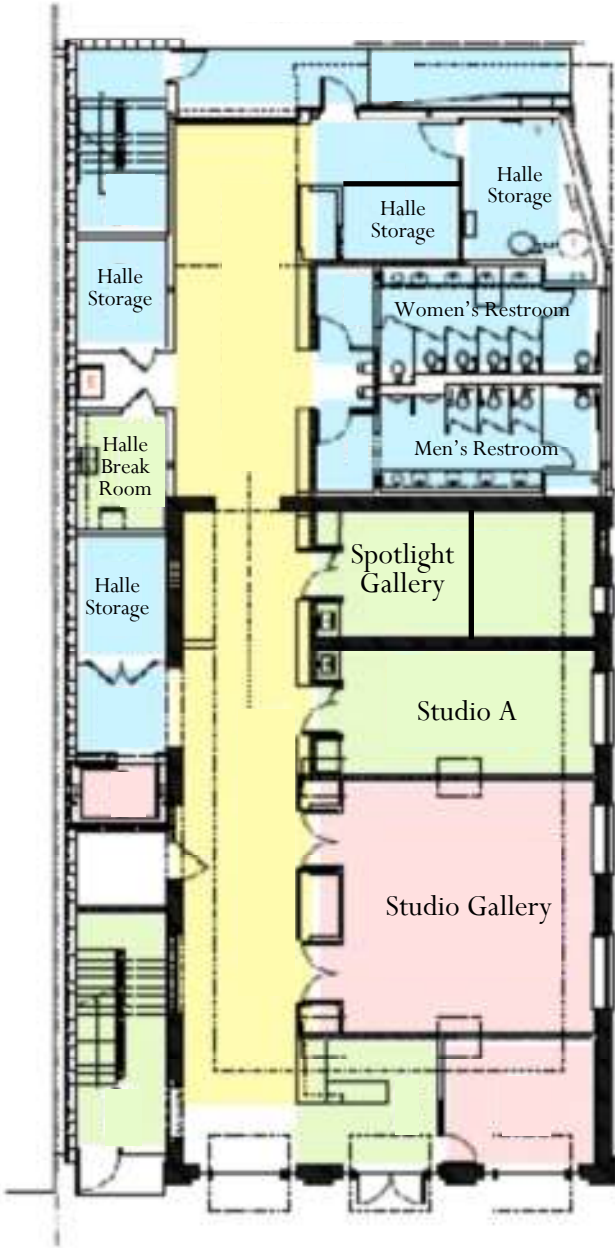 Halle
Storage
Halle
Storage
Halle
Storage
Women's Restroom
Men's Restroom
Halle
Break
Room
Spotlight
Gallery
Halle
Storage
Studio A
Studio Gallery